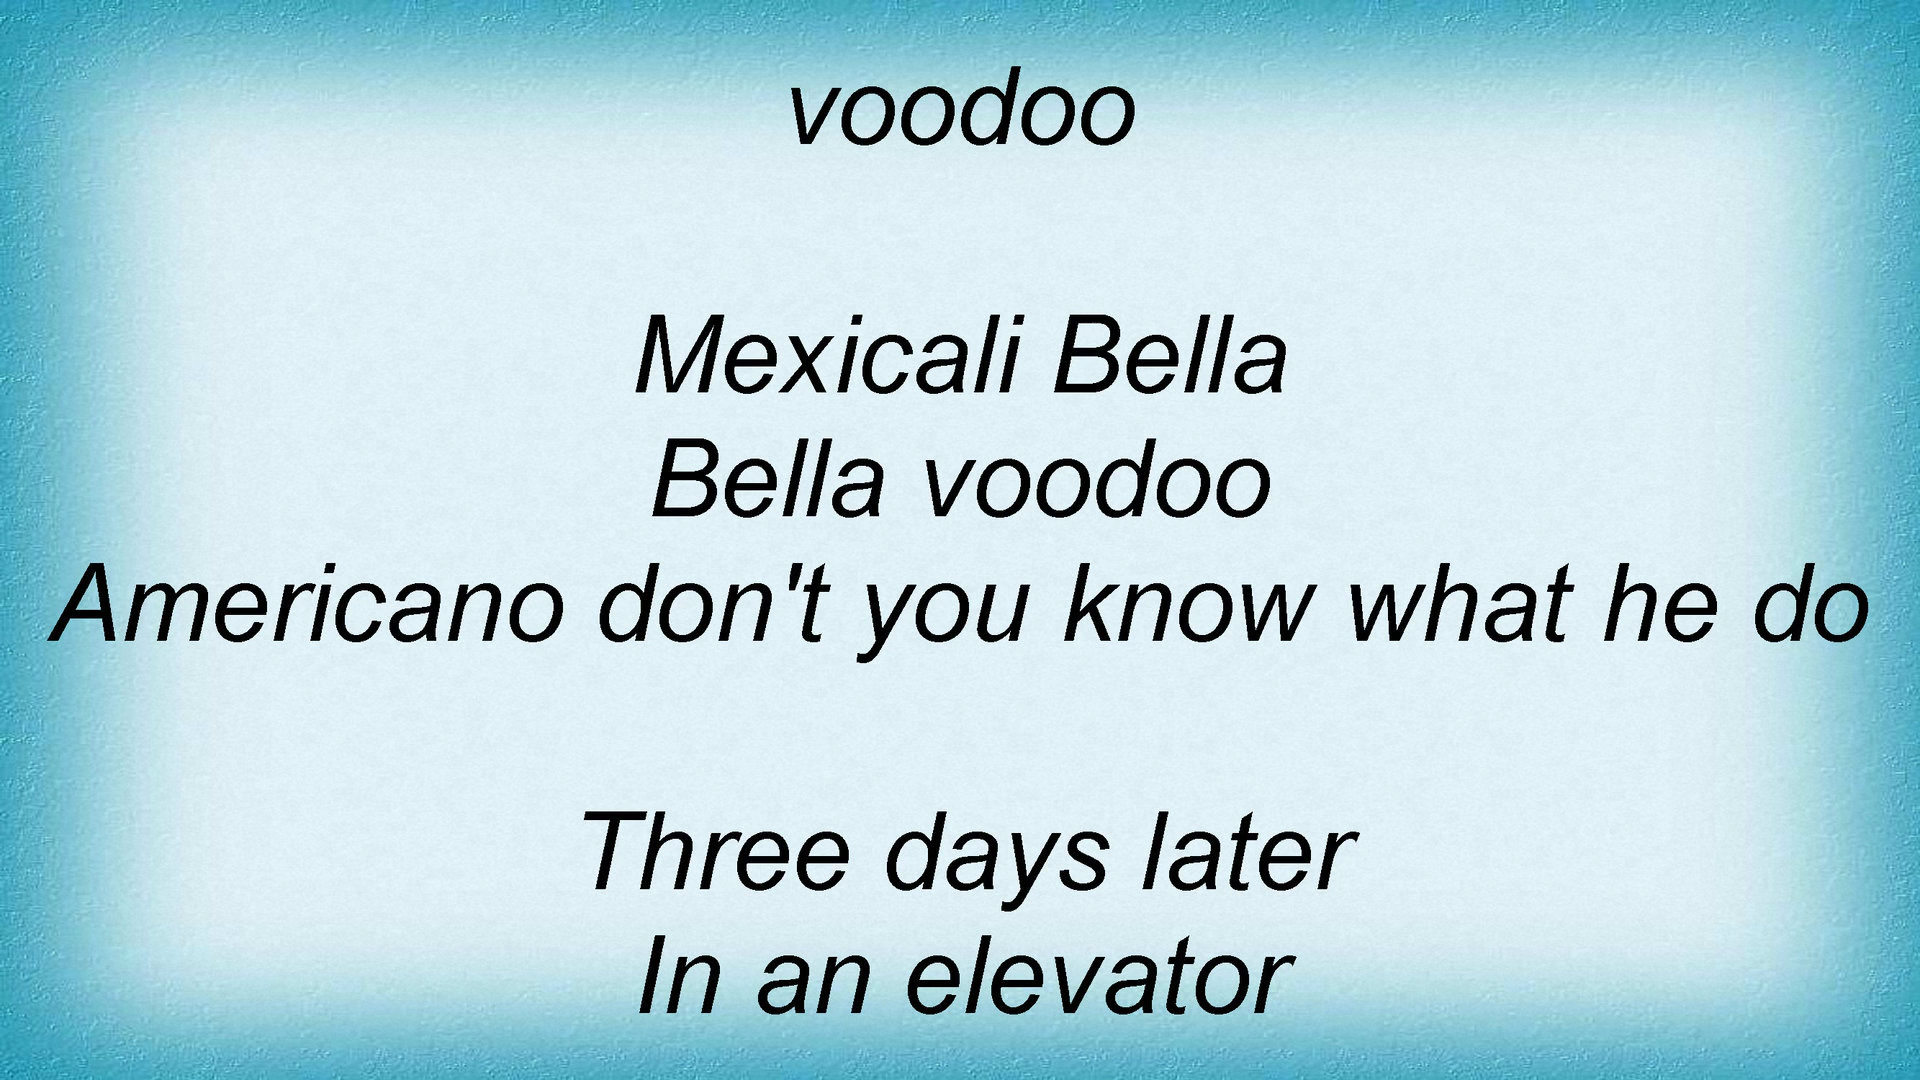 voodoo
Mexicali Bella
Bella voodoo
Americano don't you know what he do
Three days later
In an elevator